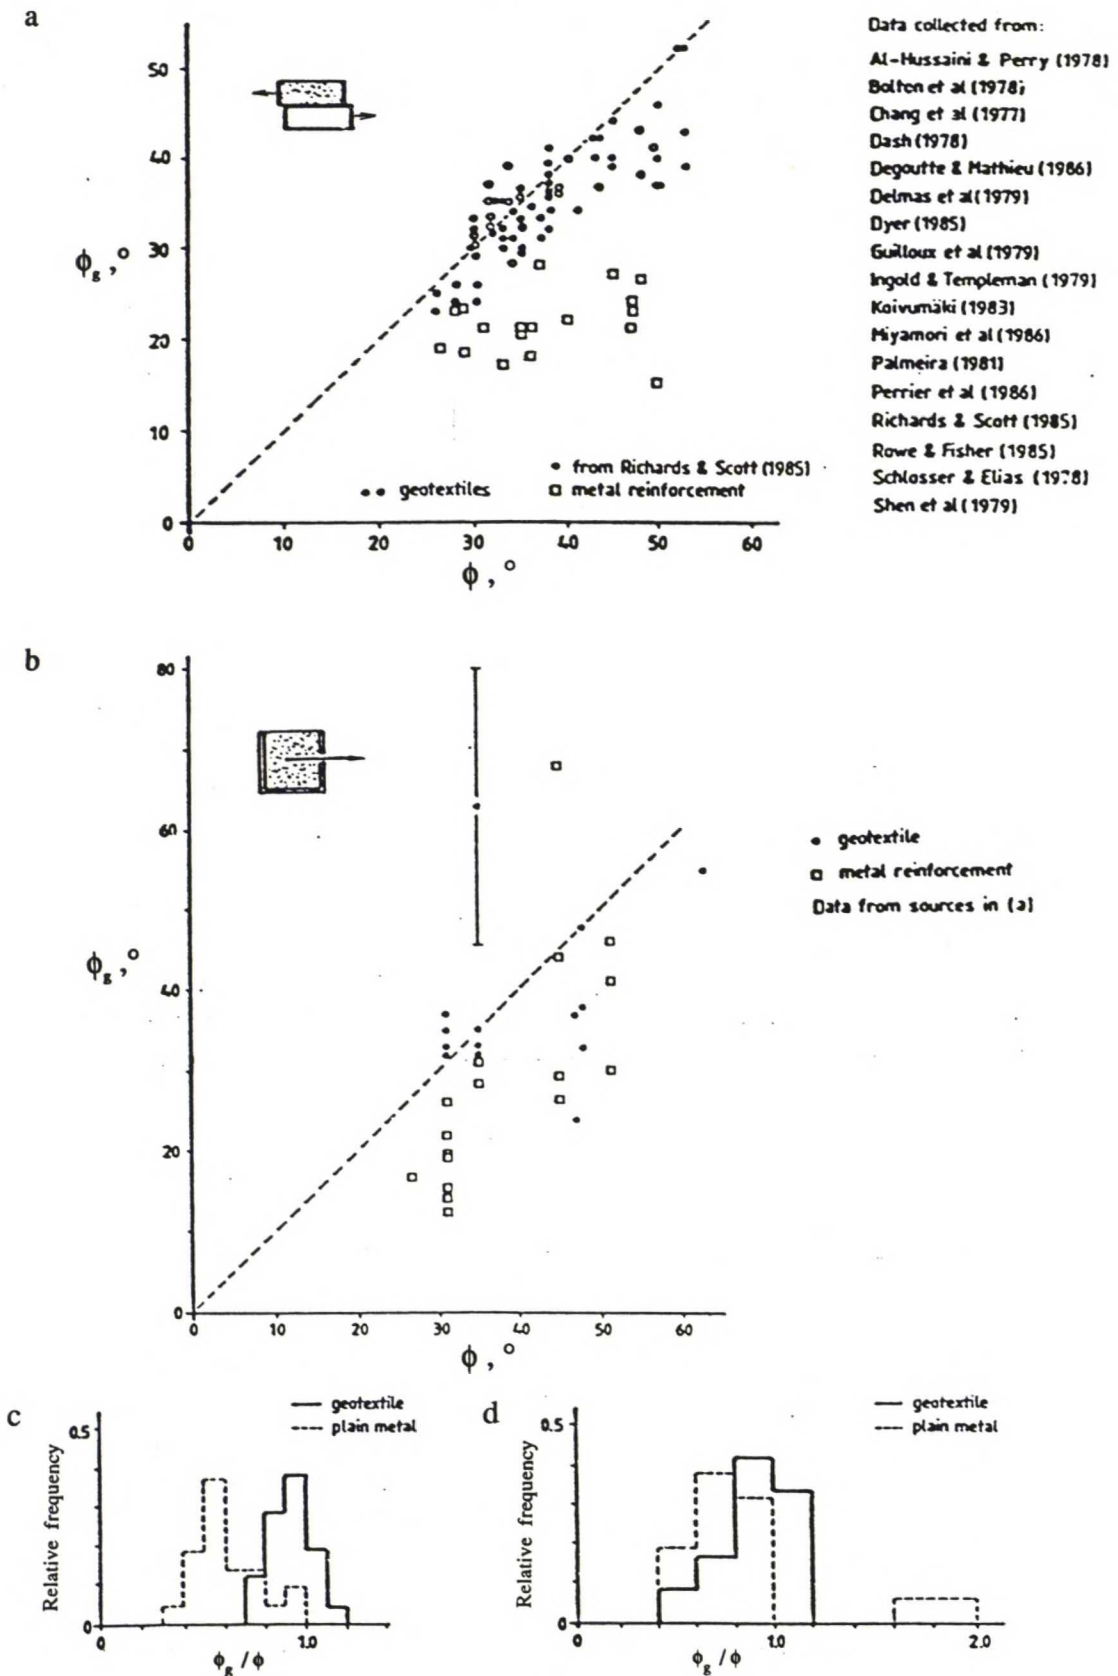 a
50
40
30
20
10
0
ϕg , °
0 10 20 30 40 50 60
ϕ , °
• from Richards & Scott (1985)
•• geotextiles
□ metal reinforcement
Data collected from:
Al-Hussaini & Perry (1978)
Bolton et al (1978)
Chang et al (1977)
Dash (1978)
Degoutte & Mathieu (1986)
Delmas et al (1979)
Dyer (1985)
Guilloux et al (1979)
Ingold & Templeman (1979)
Koivumäki (1983)
Miyamori et al (1986)
Palmeira (1981)
Perrier et al (1986)
Richards & Scott (1985)
Rowe & Fisher (1985)
Schlosser & Elias (1978)
Shen et al (1979)
b
80
60
40
20
0
ϕg , °
0 10 20 30 40 50 60
ϕ , °
• geotextile
□ metal reinforcement
Data from sources in (a)
c
geotextile
plain metal
0.5
0
Relative frequency
0 1.0
ϕg / ϕ
d
geotextile
plain metal
0.5
0
Relative frequency
0 1.0 2.0
ϕg / ϕ